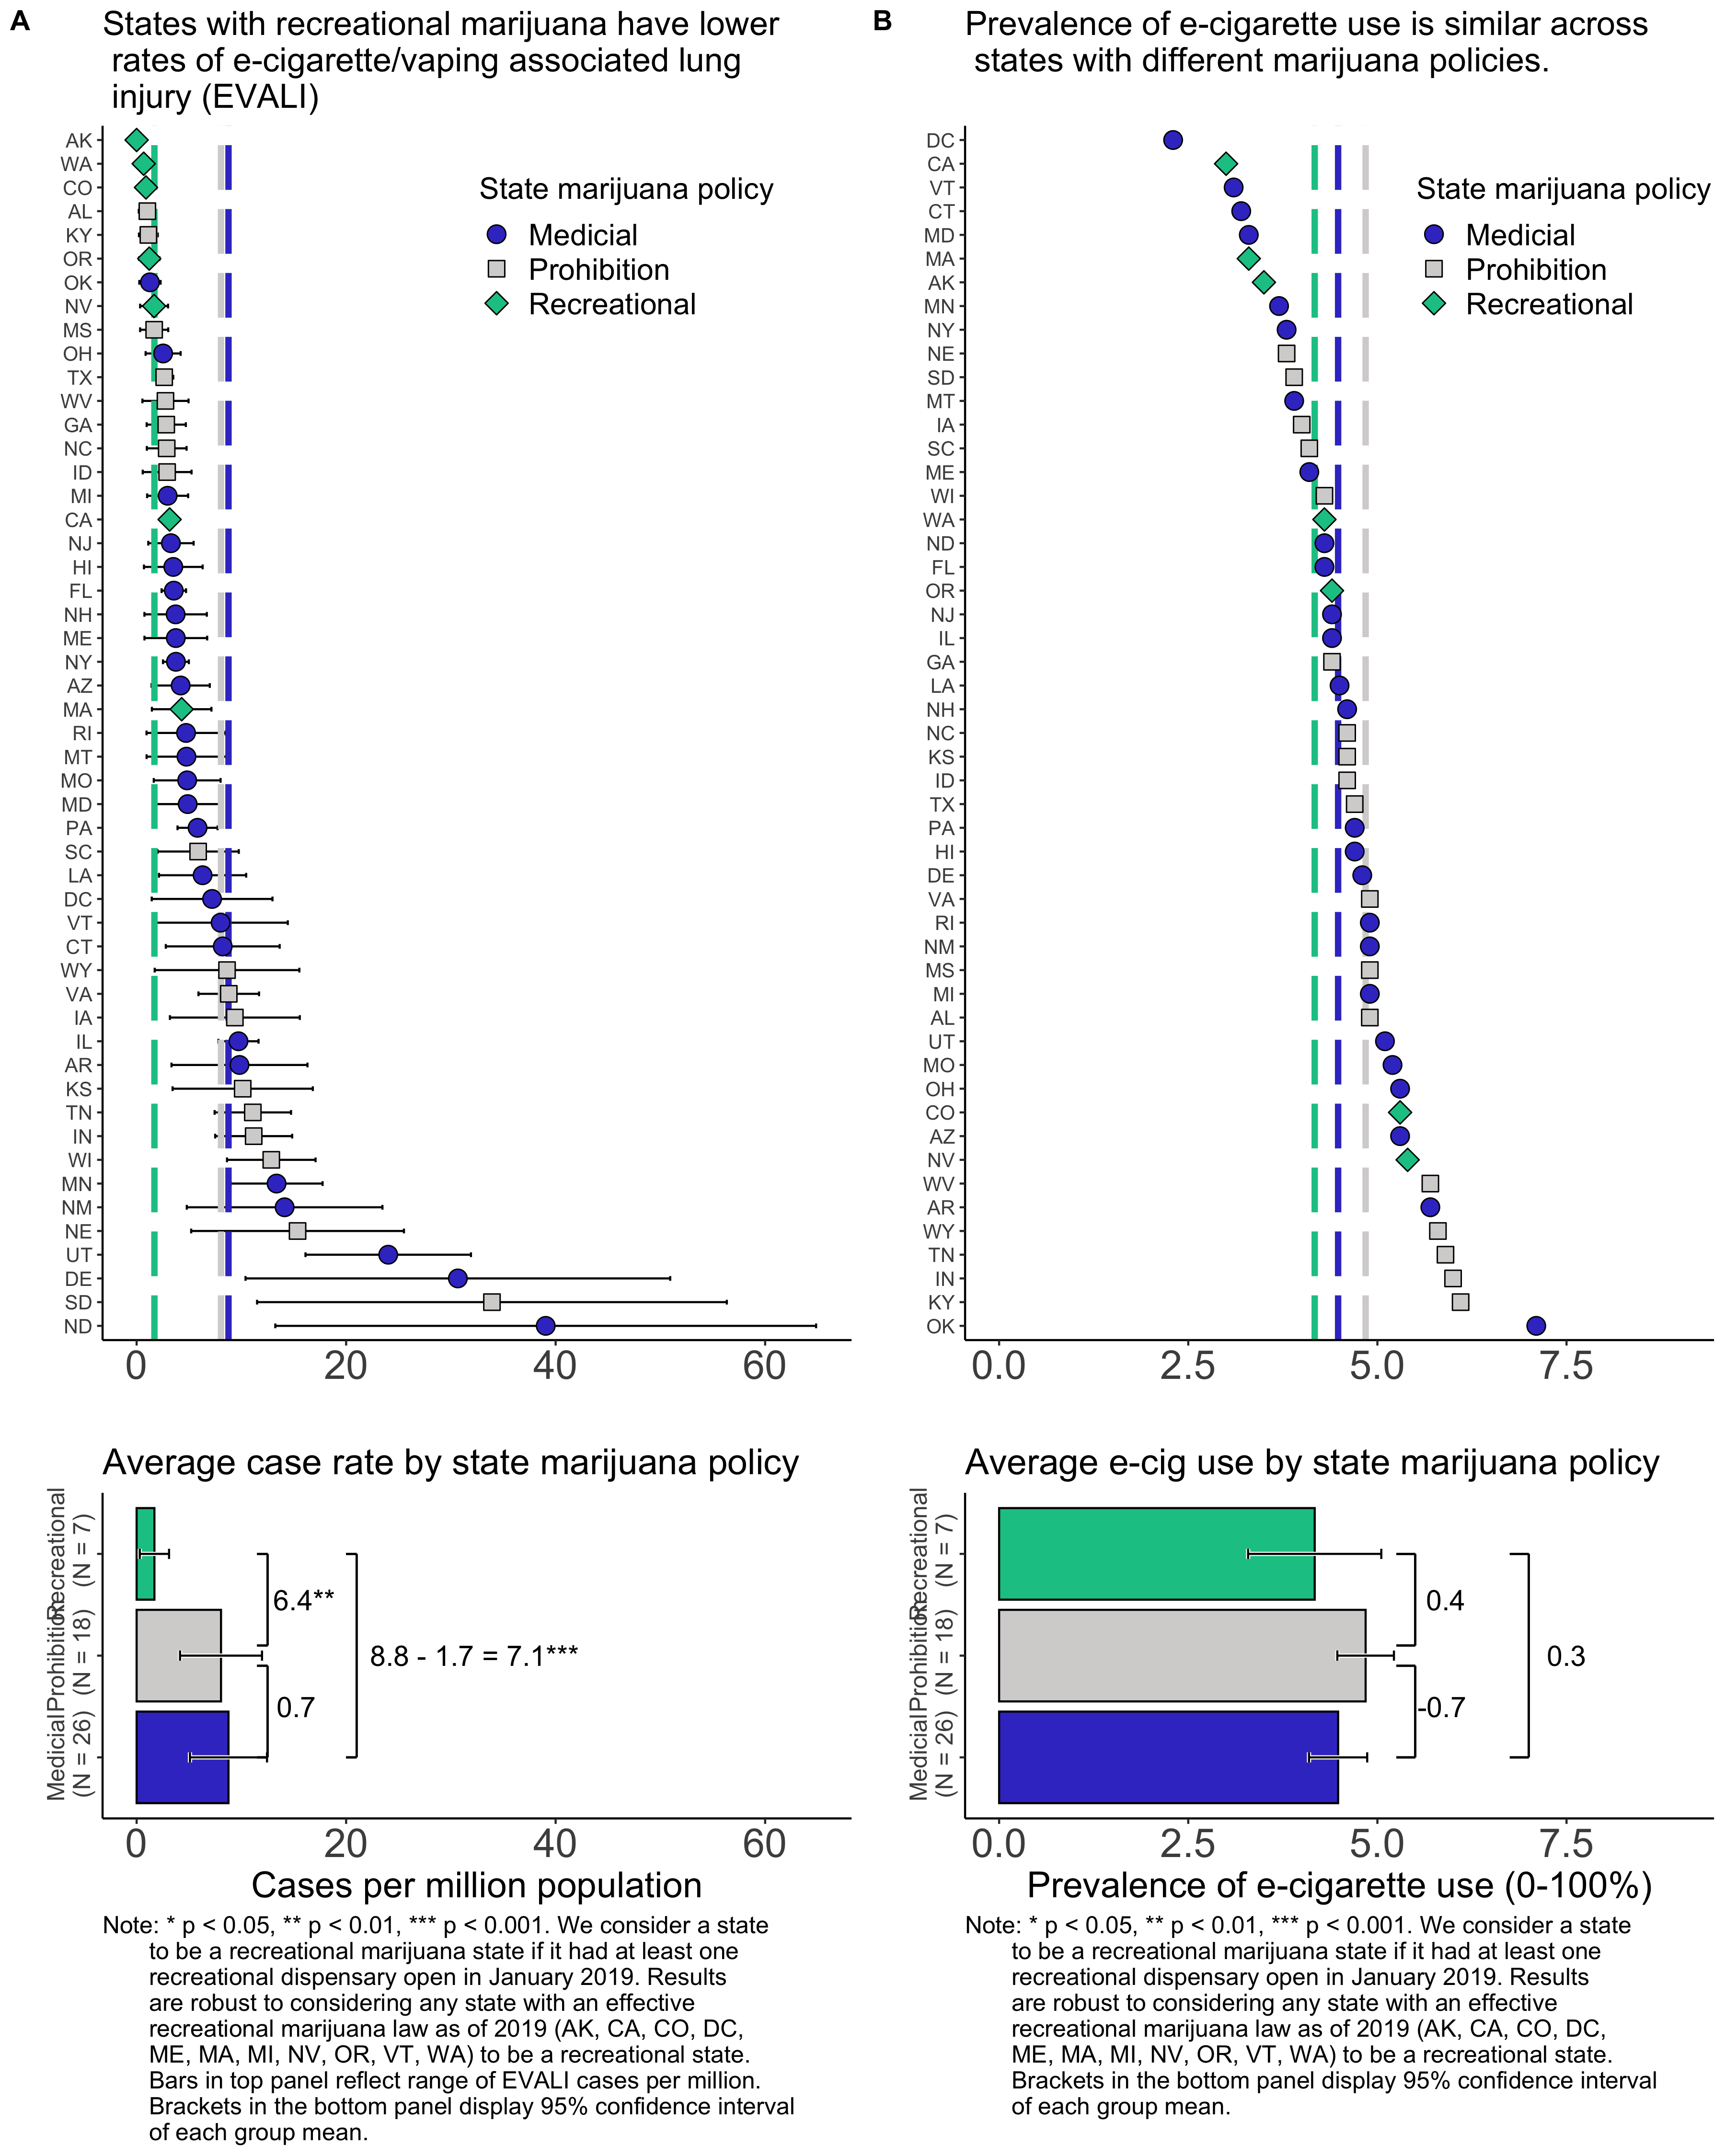 A
States with recreational marijuana have lower
rates of e-cigarette/vaping associated lung
injury (EVALI)
AK
WA
CO
AL
KY
OR
OK
NV
MS
OH
TX
WV
GA
NC
ID
MI
CA
NJ
HI
FL
NH
ME
NY
AZ
MA
RI
MT
MO
MD
PA
SC
LA
DC
VT
CT
WY
VA
IA
IL
AR
KS
TN
IN
WI
MN
NM
NE
UT
DE
SD
ND
State marijuana policy
Medicial
Prohibition
Recreational
0 20 40 60
Average case rate by state marijuana policy
Recreational
(N = 7)
Prohibition
(N = 18)
Medicial
(N = 26)
6.4**
8.8 - 1.7 = 7.1***
0.7
0 20 40 60
Cases per million population
Note: * p < 0.05, ** p < 0.01, *** p < 0.001. We consider a state
to be a recreational marijuana state if it had at least one
recreational dispensary open in January 2019. Results
are robust to considering any state with an effective
recreational marijuana law as of 2019 (AK, CA, CO, DC,
ME, MA, MI, NV, OR, VT, WA) to be a recreational state.
Bars in top panel reflect range of EVALI cases per million.
Brackets in the bottom panel display 95% confidence interval
of each group mean.
B
Prevalence of e-cigarette use is similar across
states with different marijuana policies.
DC
CA
VT
CT
MD
MA
AK
MN
NY
NE
SD
MT
IA
SC
ME
WI
WA
ND
FL
OR
NJ
IL
GA
LA
NH
NC
KS
ID
TX
PA
HI
DE
VA
RI
NM
MS
MI
AL
UT
MO
OH
CO
AZ
NV
WV
AR
WY
TN
IN
KY
OK
State marijuana policy
Medicial
Prohibition
Recreational
0.0 2.5 5.0 7.5
Average e-cig use by state marijuana policy
Recreational
(N = 7)
Prohibition
(N = 18)
Medicial
(N = 26)
0.4
0.3
-0.7
0.0 2.5 5.0 7.5
Prevalence of e-cigarette use (0-100%)
Note: * p < 0.05, ** p < 0.01, *** p < 0.001. We consider a state
to be a recreational marijuana state if it had at least one
recreational dispensary open in January 2019. Results
are robust to considering any state with an effective
recreational marijuana law as of 2019 (AK, CA, CO, DC,
ME, MA, MI, NV, OR, VT, WA) to be a recreational state.
Brackets in the bottom panel display 95% confidence interval
of each group mean.